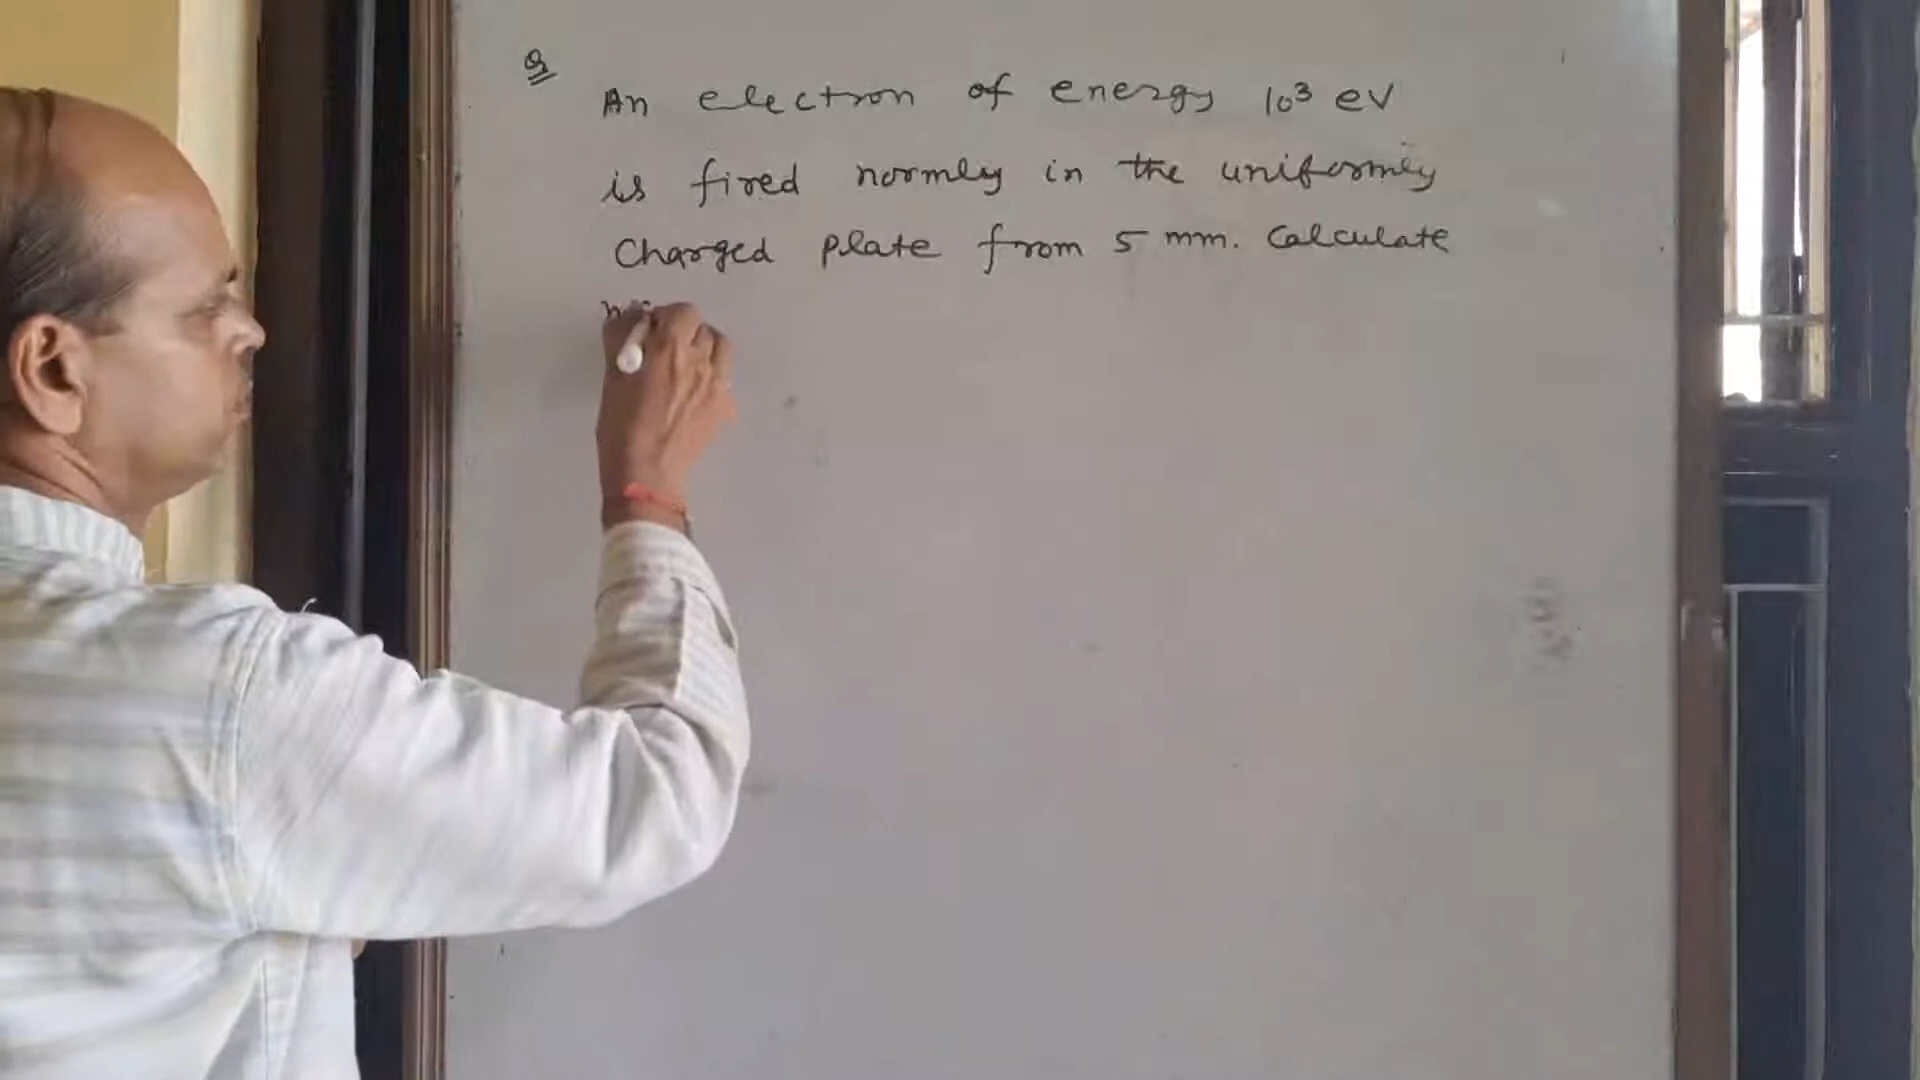 Q
An electron of energy 10³ eV
is fired normly in the uniformly
Charged plate from 5 mm. Calculate